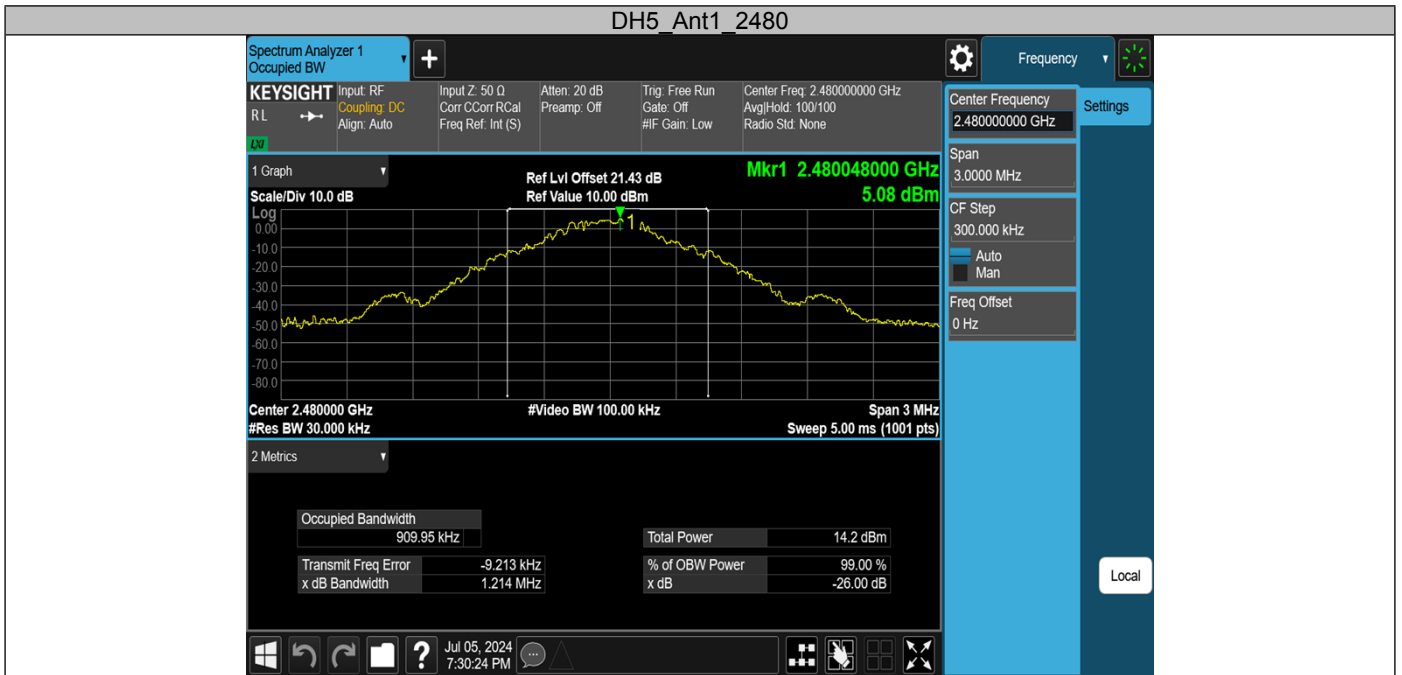 DH5_Ant1_2480
Spectrum Analyzer 1
Occupied BW
+
Frequency
KEYSIGHT
RL
LXI
Input: RF
Coupling: DC
Align: Auto
Input Z: 50 Ω
Corr CCorr RCal
Freq Ref: Int (S)
Atten: 20 dB
Preamp: Off
Trig: Free Run
Gate: Off
#IF Gain: Low
Center Freq: 2.480000000 GHz
Avg|Hold: 100/100
Radio Std: None
Center Frequency
2.480000000 GHz
Settings
Span
3.0000 MHz
CF Step
300.000 kHz
Auto
Man
Freq Offset
0 Hz
Local
1 Graph
Scale/Div 10.0 dB
Ref Lvl Offset 21.43 dB
Ref Value 10.00 dBm
Mkr1 2.480048000 GHz
5.08 dBm
Log
0.00
-10.0
-20.0
-30.0
-40.0
-50.0
-60.0
-70.0
-80.0
1
Center 2.480000 GHz
#Video BW 100.00 kHz
Span 3 MHz
#Res BW 30.000 kHz
Sweep 5.00 ms (1001 pts)
2 Metrics
Occupied Bandwidth
909.95 kHz
Total Power 14.2 dBm
Transmit Freq Error -9.213 kHz
% of OBW Power 99.00 %
x dB Bandwidth 1.214 MHz
x dB -26.00 dB
?
Jul 05, 2024
7:30:24 PM